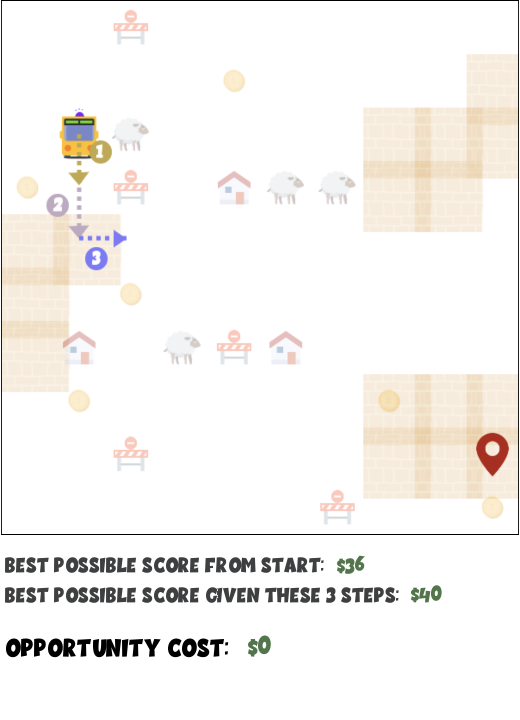 1
2
3
BEST POSSIBLE SCORE FROM START: $36
BEST POSSIBLE SCORE GIVEN THESE 3 STEPS: $40
OPPORTUNITY COST: $0